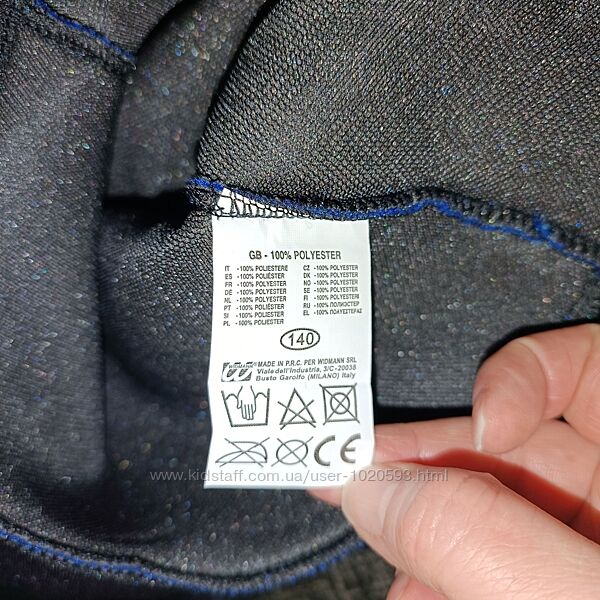 GB - 100% POLYESTER
IT - 100% POLIESTERE CZ - 100% POLYESTER
ES - 100% POLIÉSTER DK - 100% POLYESTER
FR - 100% POLYESTER NO - 100% POLYESTER
DE - 100% POLYESTER SE - 100% POLYESTER
NL - 100% POLYESTER FI - 100% POLYESTERI
PT - 100% POLIÉSTER RU - 100% ПОЛИЭСТЕР
SI - 100% POLIESTER EL - 100% ΠΟΛΥΕΣΤΕΡΑΣ
PL - 100% POLIESTER
140
WIDMANN MADE IN P.R.C. PER WIDMANN SRL
Viale dell'Industria, 3/C - 20038
Busto Garolfo (MILANO) Italy
CE
www.kidstaff.com.ua/user-1020593.html